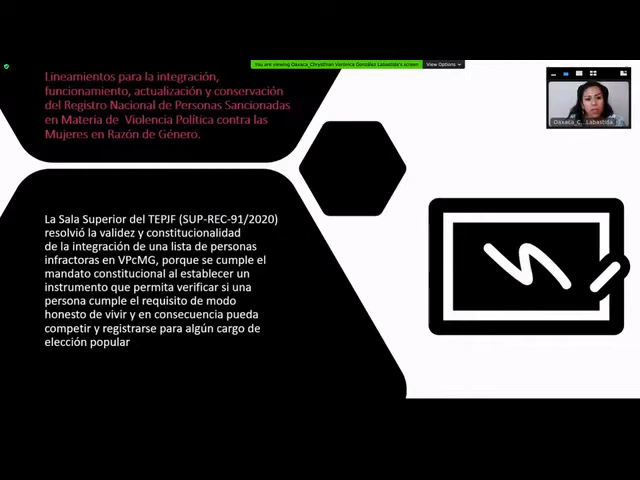 You are viewing Oaxaca_Chrysthian Verónica González Labastida's screen
View Options
Lineamientos para la integración,
funcionamiento, actualización y conservación
del Registro Nacional de Personas Sancionadas
en Materia de Violencia Política contra las
Mujeres en Razón de Género.
Oaxaca_C... Labastida
La Sala Superior del TEPJF (SUP-REC-91/2020)
resolvió la validez y constitucionalidad
de la integración de una lista de personas
infractoras en VPcMG, porque se cumple el
mandato constitucional al establecer un
instrumento que permita verificar si una
persona cumple el requisito de modo
honesto de vivir y en consecuencia pueda
competir y registrarse para algún cargo de
elección popular